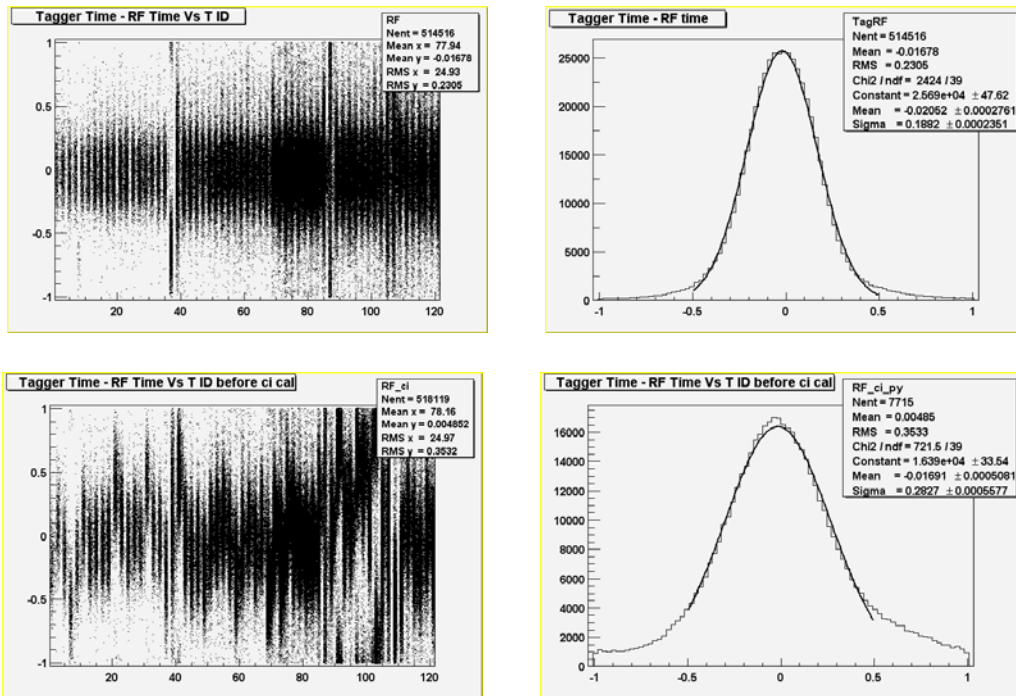 Tagger Time - RF Time Vs T ID
RF
Nent = 514516
Mean x = 77.94
Mean y = -0.01678
RMS x = 24.93
RMS y = 0.2305
1
0.5
0
-0.5
-1
20 40 60 80 100 120
Tagger Time - RF time
TagRF
Nent = 514516
Mean = -0.01678
RMS = 0.2305
Chi2 / ndf = 2424 / 39
Constant = 2.569e+04 ± 47.62
Mean = -0.02052 ± 0.0002761
Sigma = 0.1882 ± 0.0002351
25000
20000
15000
10000
5000
0
-1 -0.5 0 0.5 1
Tagger Time - RF Time Vs T ID before ci cal
RF_ci
Nent = 518119
Mean x = 78.16
Mean y = 0.004852
RMS x = 24.97
RMS y = 0.3532
1
0.5
0
-0.5
-1
20 40 60 80 100 120
Tagger Time - RF Time Vs T ID before ci cal
RF_ci_py
Nent = 7715
Mean = 0.00485
RMS = 0.3533
Chi2 / ndf = 721.5 / 39
Constant = 1.639e+04 ± 33.54
Mean = -0.01691 ± 0.0005081
Sigma = 0.2827 ± 0.0005577
16000
14000
12000
10000
8000
6000
4000
2000
0
-1 -0.5 0 0.5 1